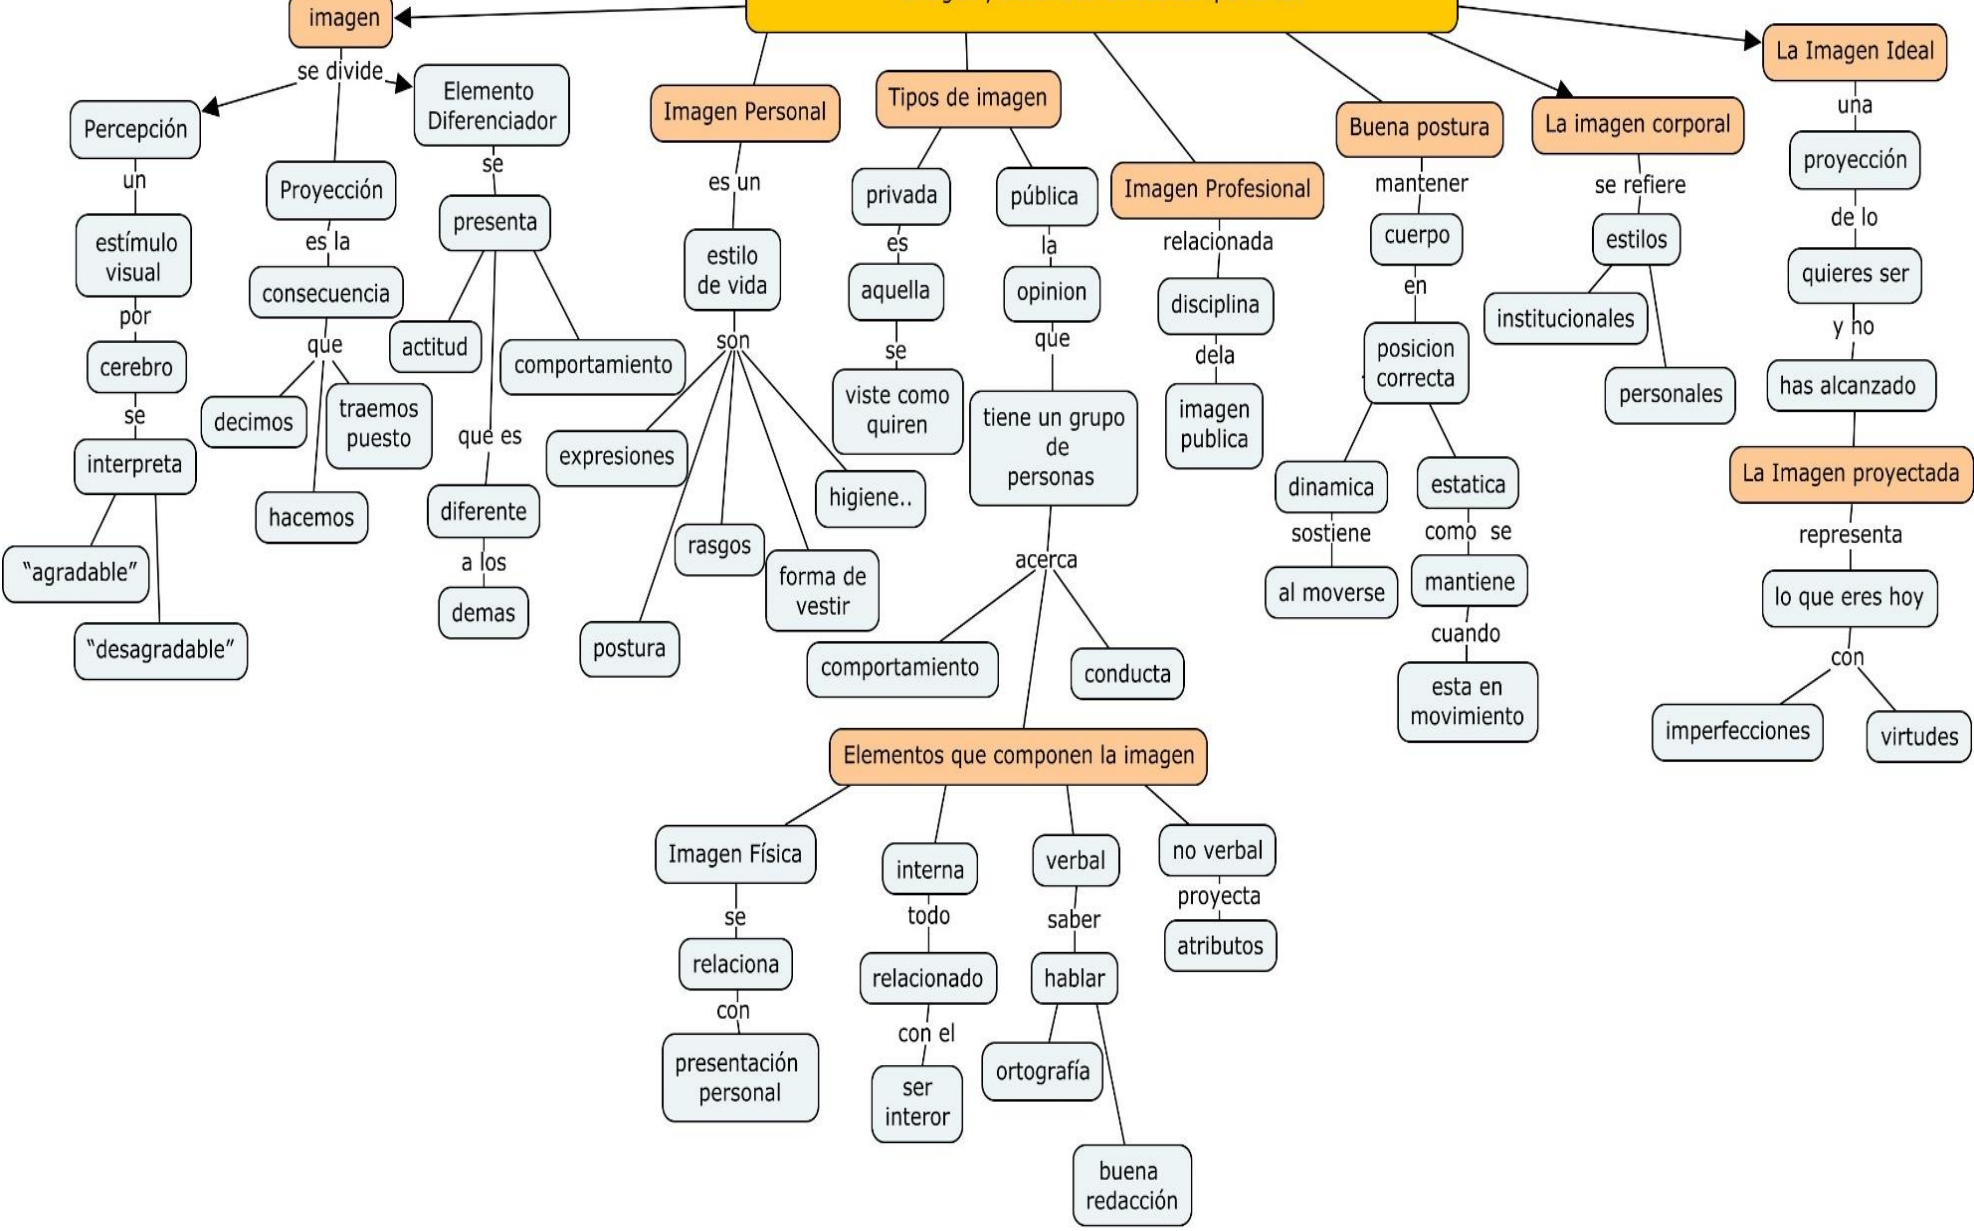 imagen
se divide
Percepción
un
estímulo
visual
por
cerebro
se
interpreta
“agradable”
“desagradable”
Proyección
es la
consecuencia
que
decimos
hacemos
traemos
puesto
Elemento
Diferenciador
se
presenta
actitud
que es
comportamiento
diferente
a los
demas
Imagen Personal
es un
estilo
de vida
son
expresiones
postura
rasgos
forma de
vestir
higiene..
Tipos de imagen
privada
es
aquella
se
viste como
quiren
pública
la
opinion
que
tiene un grupo
de
personas
acerca
comportamiento
conducta
Elementos que componen la imagen
Imagen Física
se
relaciona
con
presentación
personal
interna
todo
relacionado
con el
ser
interor
verbal
saber
hablar
ortografía
buena
redacción
no verbal
proyecta
atributos
Imagen Profesional
relacionada
disciplina
dela
imagen
publica
Buena postura
mantener
cuerpo
en
posicion
correcta
dinamica
sostiene
al moverse
estatica
como se
mantiene
cuando
esta en
movimiento
La imagen corporal
se refiere
estilos
institucionales
personales
La Imagen Ideal
una
proyección
de lo
quieres ser
y no
has alcanzado
La Imagen proyectada
representa
lo que eres hoy
con
imperfecciones
virtudes